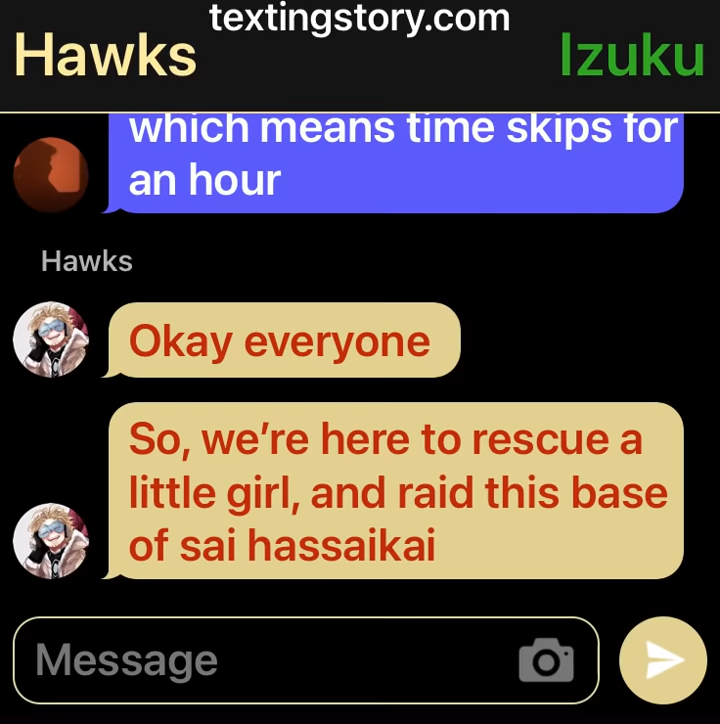 textingstory.com
Hawks Izuku
which means time skips for
an hour
Hawks
Okay everyone
So, we're here to rescue a
little girl, and raid this base
of sai hassaikai
Message